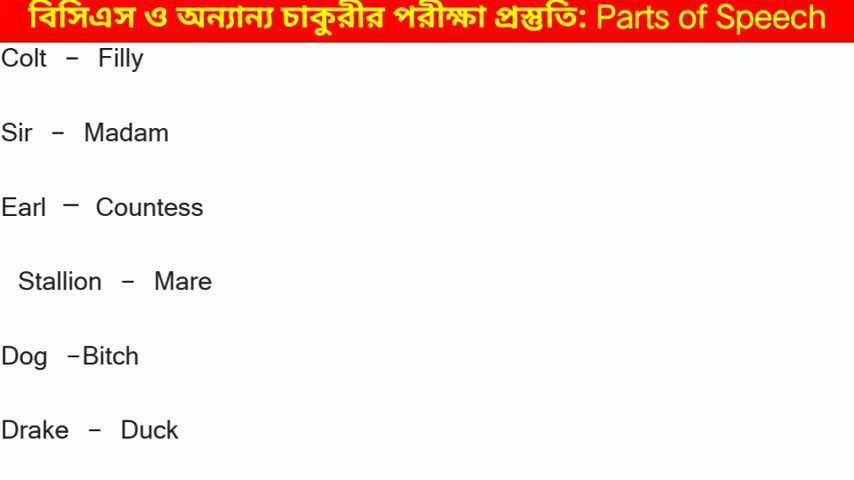 বিসিএস ও অন্যান্য চাকুরীর পরীক্ষা প্রস্তুতি: Parts of Speech
Colt – Filly
Sir – Madam
Earl – Countess
Stallion – Mare
Dog –Bitch
Drake – Duck